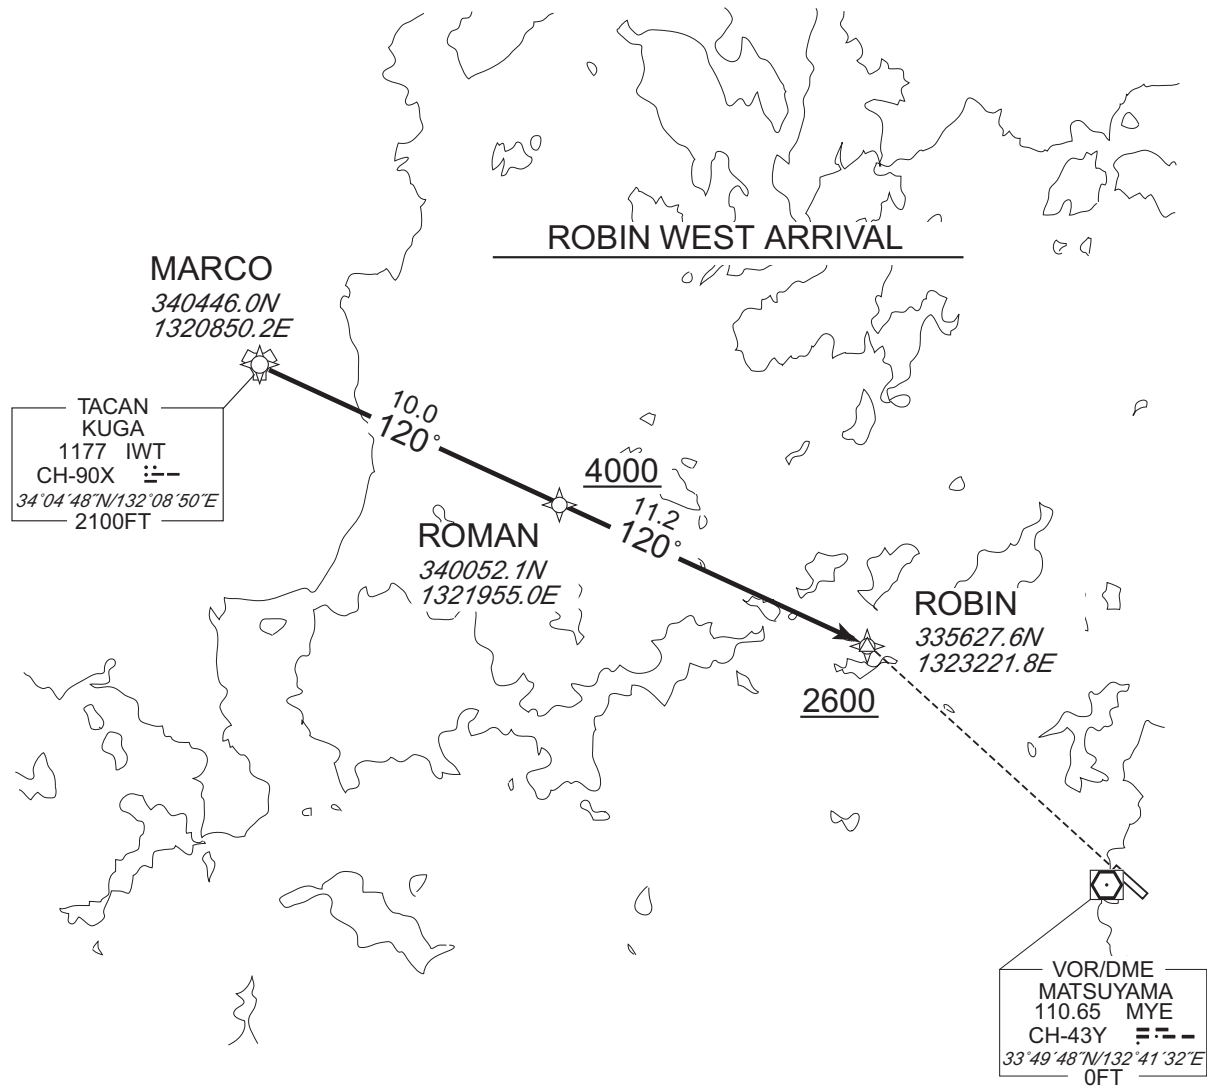 ROBIN WEST ARRIVAL
MARCO
340446.0N
1320850.2E
TACAN
KUGA
1177 IWT
CH-90X
34°04´48˝N/132°08´50˝E
2100FT
10.0
120°
4000
11.2
120°
ROMAN
340052.1N
1321955.0E
ROBIN
335627.6N
1323221.8E
2600
VOR/DME
MATSUYAMA
110.65 MYE
CH-43Y
33°49´48˝N/132°41´32˝E
0FT